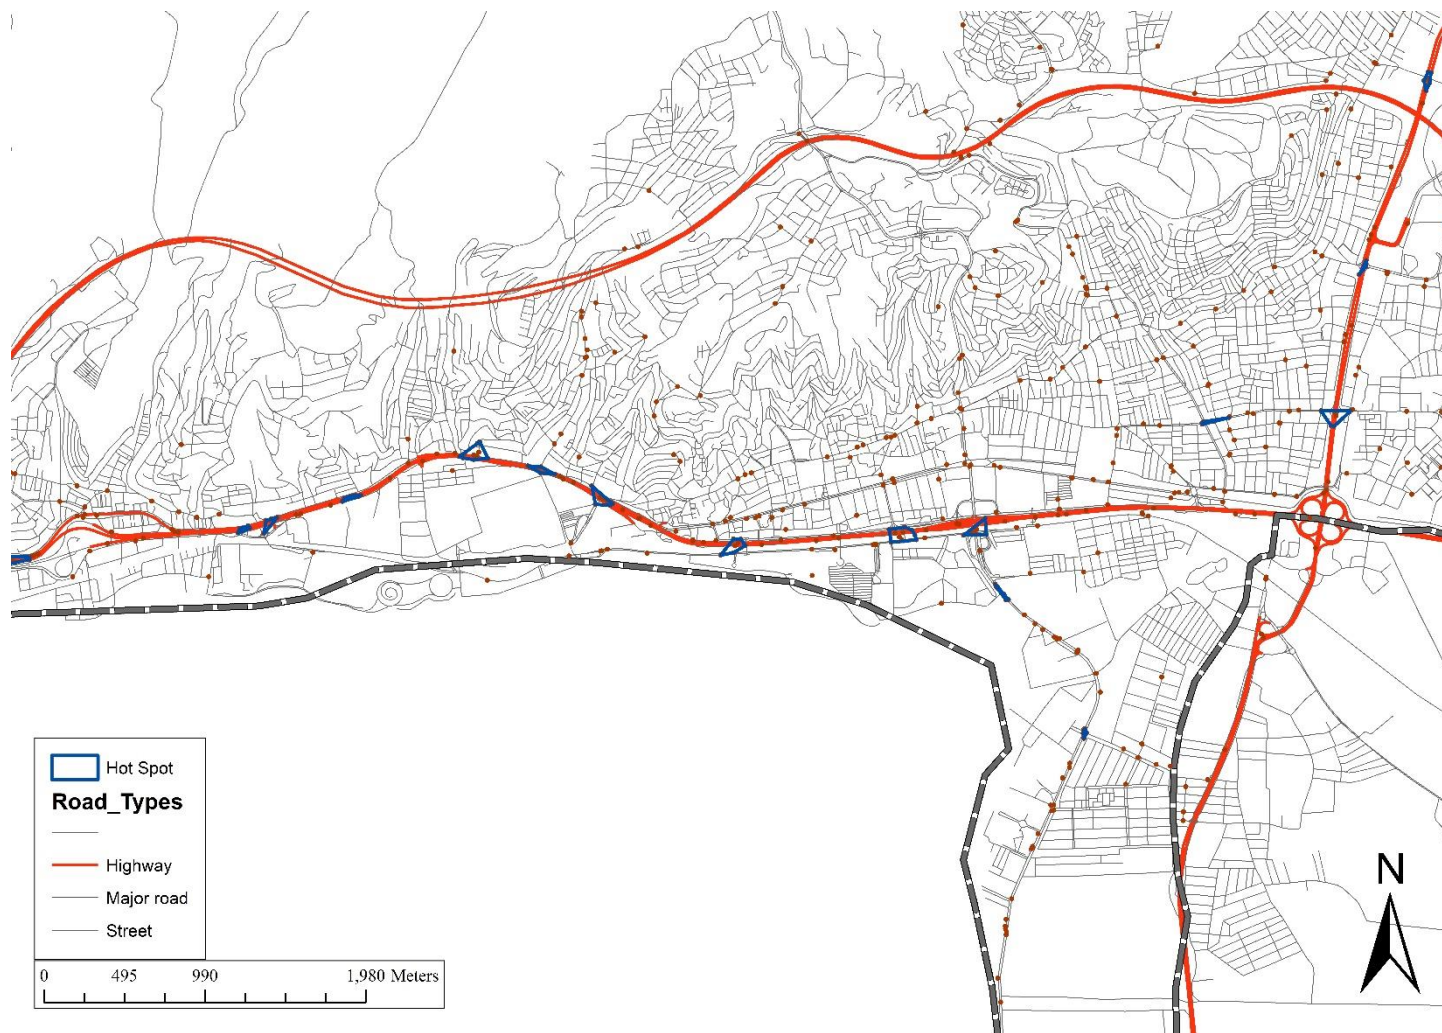 Hot Spot
Road_Types
Highway
Major road
Street
0 495 990 1,980 Meters
N